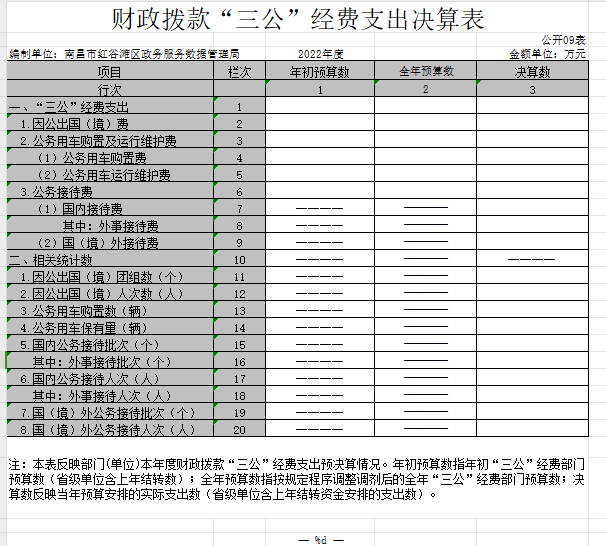 财政拨款“三公”经费支出决算表
公开09表
编制单位：南昌市红谷滩区政务服务数据管理局 2022年度 金额单位：万元
项目 栏次 年初预算数 全年预算数 决算数
行次 1 2 3
一、“三公”经费支出 1
1.因公出国（境）费 2
2.公务用车购置及运行维护费 3
（1）公务用车购置费 4
（2）公务用车运行维护费 5
3.公务接待费 6
（1）国内接待费 7 ———— ————
其中：外事接待费 8 ———— ————
（2）国（境）外接待费 9 ———— ————
二、相关统计数 10 ———— ———— ————
1.因公出国（境）团组数（个） 11 ———— ————
2.因公出国（境）人次数（人） 12 ———— ————
3.公务用车购置数（辆） 13 ———— ————
4.公务用车保有量（辆） 14 ———— ————
5.国内公务接待批次（个） 15 ———— ————
其中：外事接待批次（个） 16 ———— ————
6.国内公务接待人次（人） 17 ———— ————
其中：外事接待人次（人） 18 ———— ————
7.国（境）外公务接待批次（个） 19 ———— ————
8.国（境）外公务接待人次（人） 20 ———— ————
注：本表反映部门(单位)本年度财政拨款“三公”经费支出预决算情况。年初预算数指年初“三公”经费部门
预算数（省级单位含上年结转数）；全年预算数指按规定程序调整调剂后的全年“三公”经费部门预算数；决
算数反映当年预算安排的实际支出数（省级单位含上年结转资金安排的支出数）。
— %d —